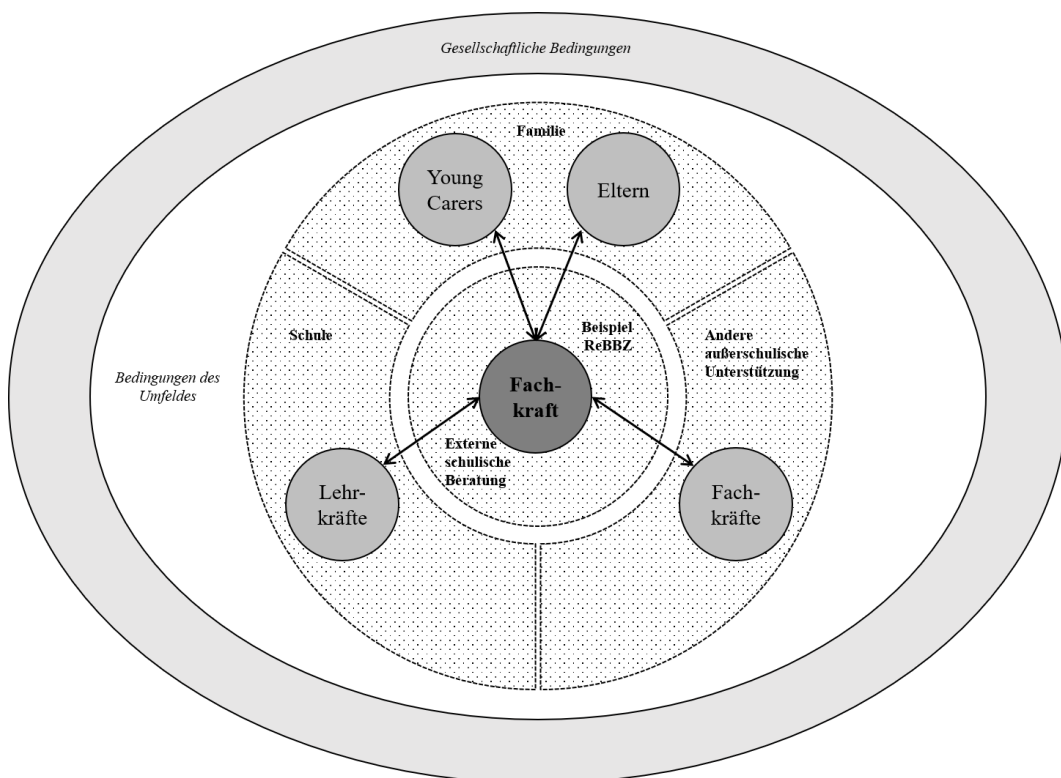 Gesellschaftliche Bedingungen
Familie
Young
Carers
Eltern
Schule
Beispiel
ReBBZ
Andere
außerschulische
Unterstützung
Bedingungen des
Umfeldes
Fach-
kraft
Externe
schulische
Beratung
Lehr-
kräfte
Fach-
kräfte